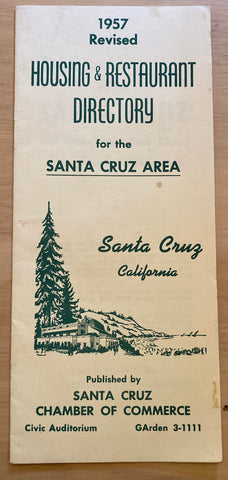 1957
Revised
HOUSING & RESTAURANT
DIRECTORY
for the
SANTA CRUZ AREA
Santa Cruz
California
Published by
SANTA CRUZ
CHAMBER OF COMMERCE
Civic Auditorium GArden 3-1111